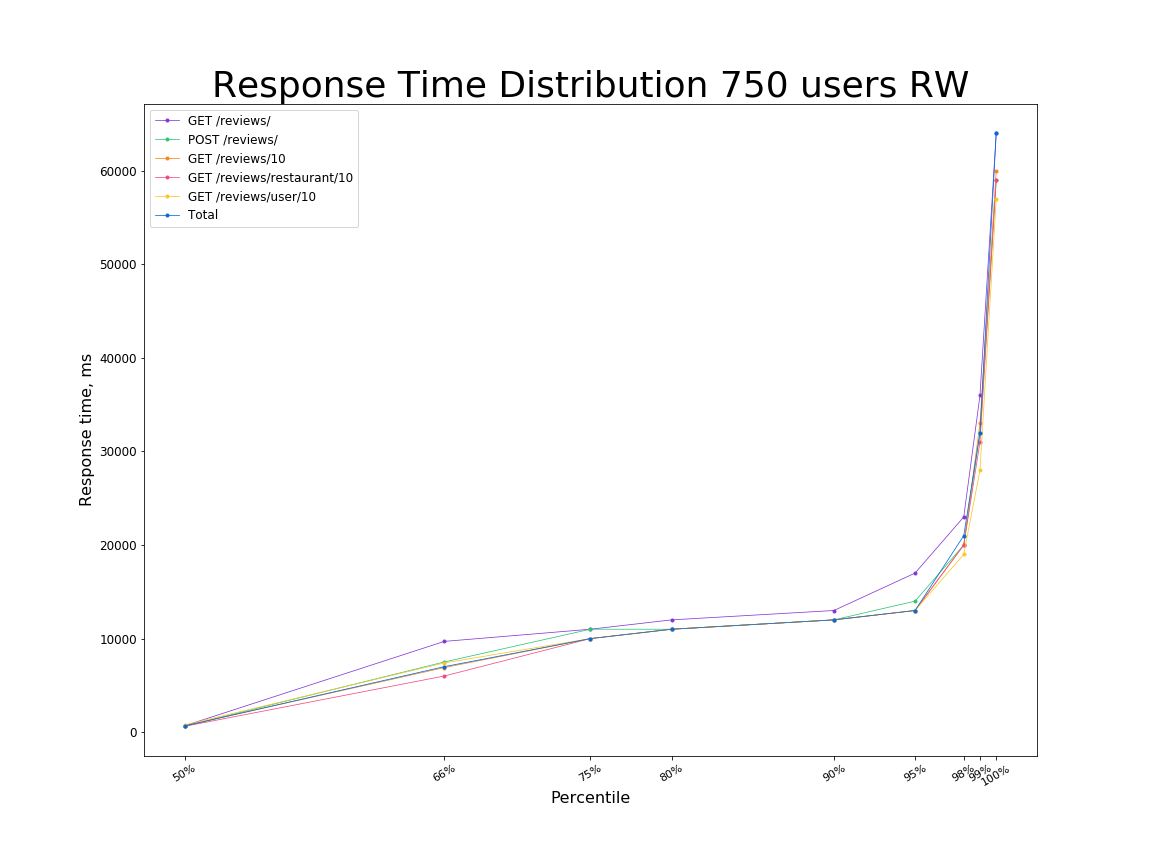 Response Time Distribution 750 users RW
GET /reviews/
POST /reviews/
GET /reviews/10
GET /reviews/restaurant/10
GET /reviews/user/10
Total
60000
50000
40000
30000
20000
10000
0
Response time, ms
50% 66% 75% 80% 90% 95% 98% 99% 100%
Percentile